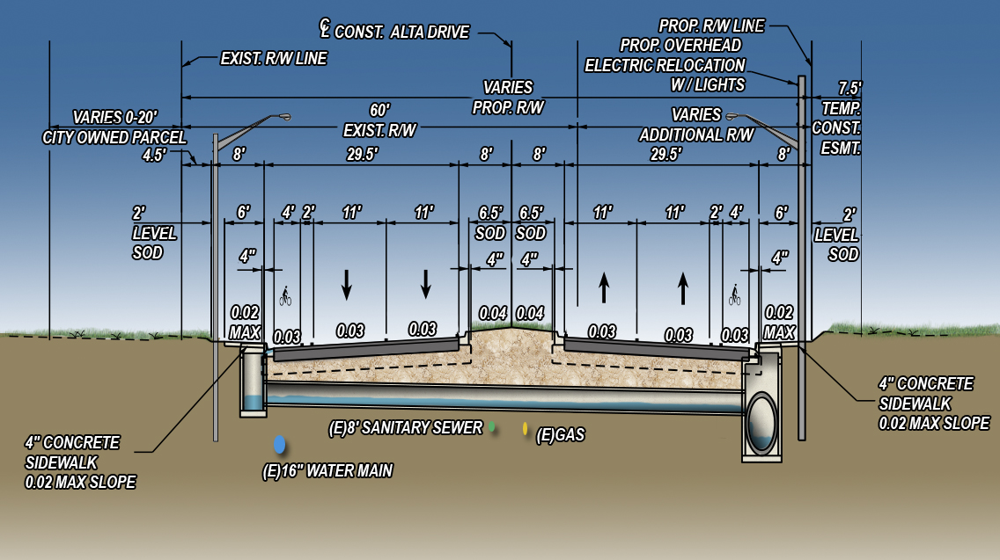 ℄ CONST. ALTA DRIVE
PROP. R/W LINE
PROP. OVERHEAD
ELECTRIC RELOCATION
W / LIGHTS
EXIST. R/W LINE
VARIES
PROP. R/W
7.5'
TEMP.
CONST.
ESMT.
VARIES 0-20'
CITY OWNED PARCEL
60'
EXIST. R/W
VARIES
ADDITIONAL R/W
4.5'
8'
29.5'
8'
8'
29.5'
8'
2'
LEVEL
SOD
6'
4'
2'
11'
11'
6.5'
SOD
6.5'
SOD
11'
11'
2'
4'
6'
2'
LEVEL
SOD
4"
4"
4"
4"
0.02
MAX
0.03
0.03
0.03
0.04
0.04
0.03
0.03
0.03
0.02
MAX
4" CONCRETE
SIDEWALK
0.02 MAX SLOPE
(E)8' SANITARY SEWER
(E)GAS
(E)16" WATER MAIN
4" CONCRETE
SIDEWALK
0.02 MAX SLOPE